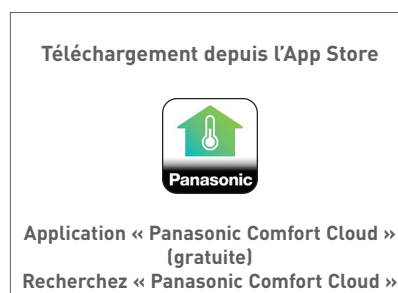 Téléchargement depuis l’App Store
Panasonic
Application « Panasonic Comfort Cloud »
(gratuite)
Recherchez « Panasonic Comfort Cloud »